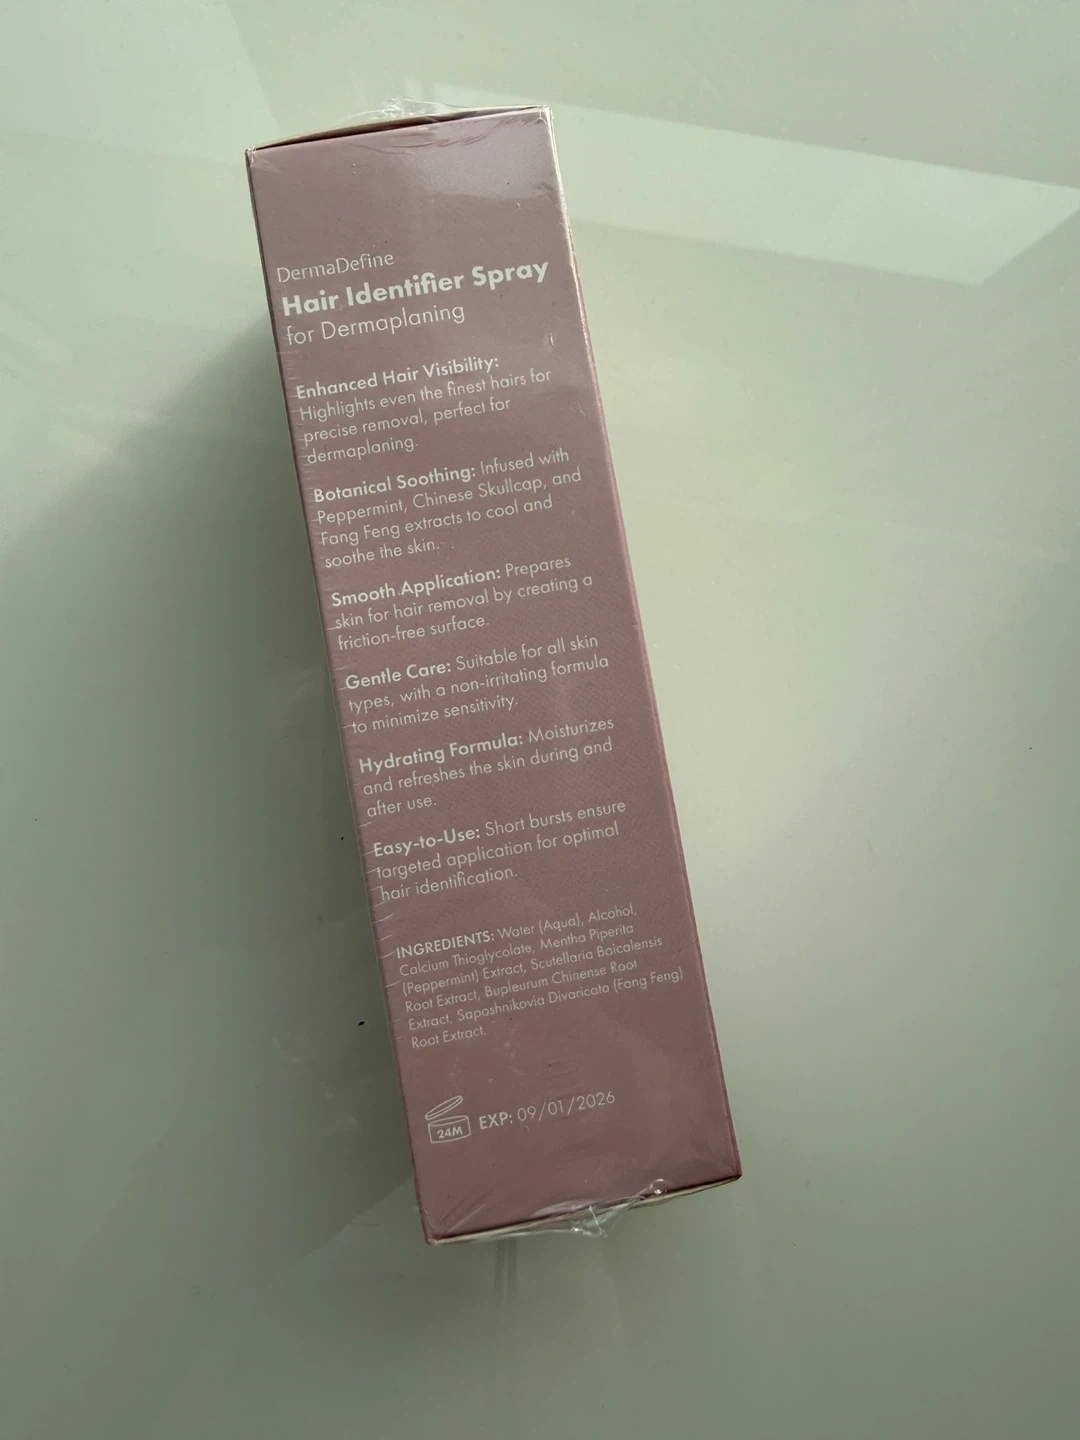 DermaDefine
Hair Identifier Spray
for Dermaplaning
Enhanced Hair Visibility:
Highlights even the finest hairs for
precise removal, perfect for
dermaplaning.
Botanical Soothing: Infused with
Peppermint, Chinese Skullcap, and
Fang Feng extracts to cool and
soothe the skin.
Smooth Application: Prepares
skin for hair removal by creating a
friction-free surface.
Gentle Care: Suitable for all skin
types, with a non-irritating formula
to minimize sensitivity.
Hydrating Formula: Moisturizes
and refreshes the skin during and
after use.
Easy-to-Use: Short bursts ensure
targeted application for optimal
hair identification.
INGREDIENTS: Water (Aqua), Alcohol,
Calcium Thioglycolate, Mentha Piperita
(Peppermint) Extract, Scutellaria Baicalensis
Root Extract, Bupleurum Chinense Root
Extract, Saposhnikovia Divaricata (Fang Feng)
Root Extract.
24M EXP: 09/01/2026